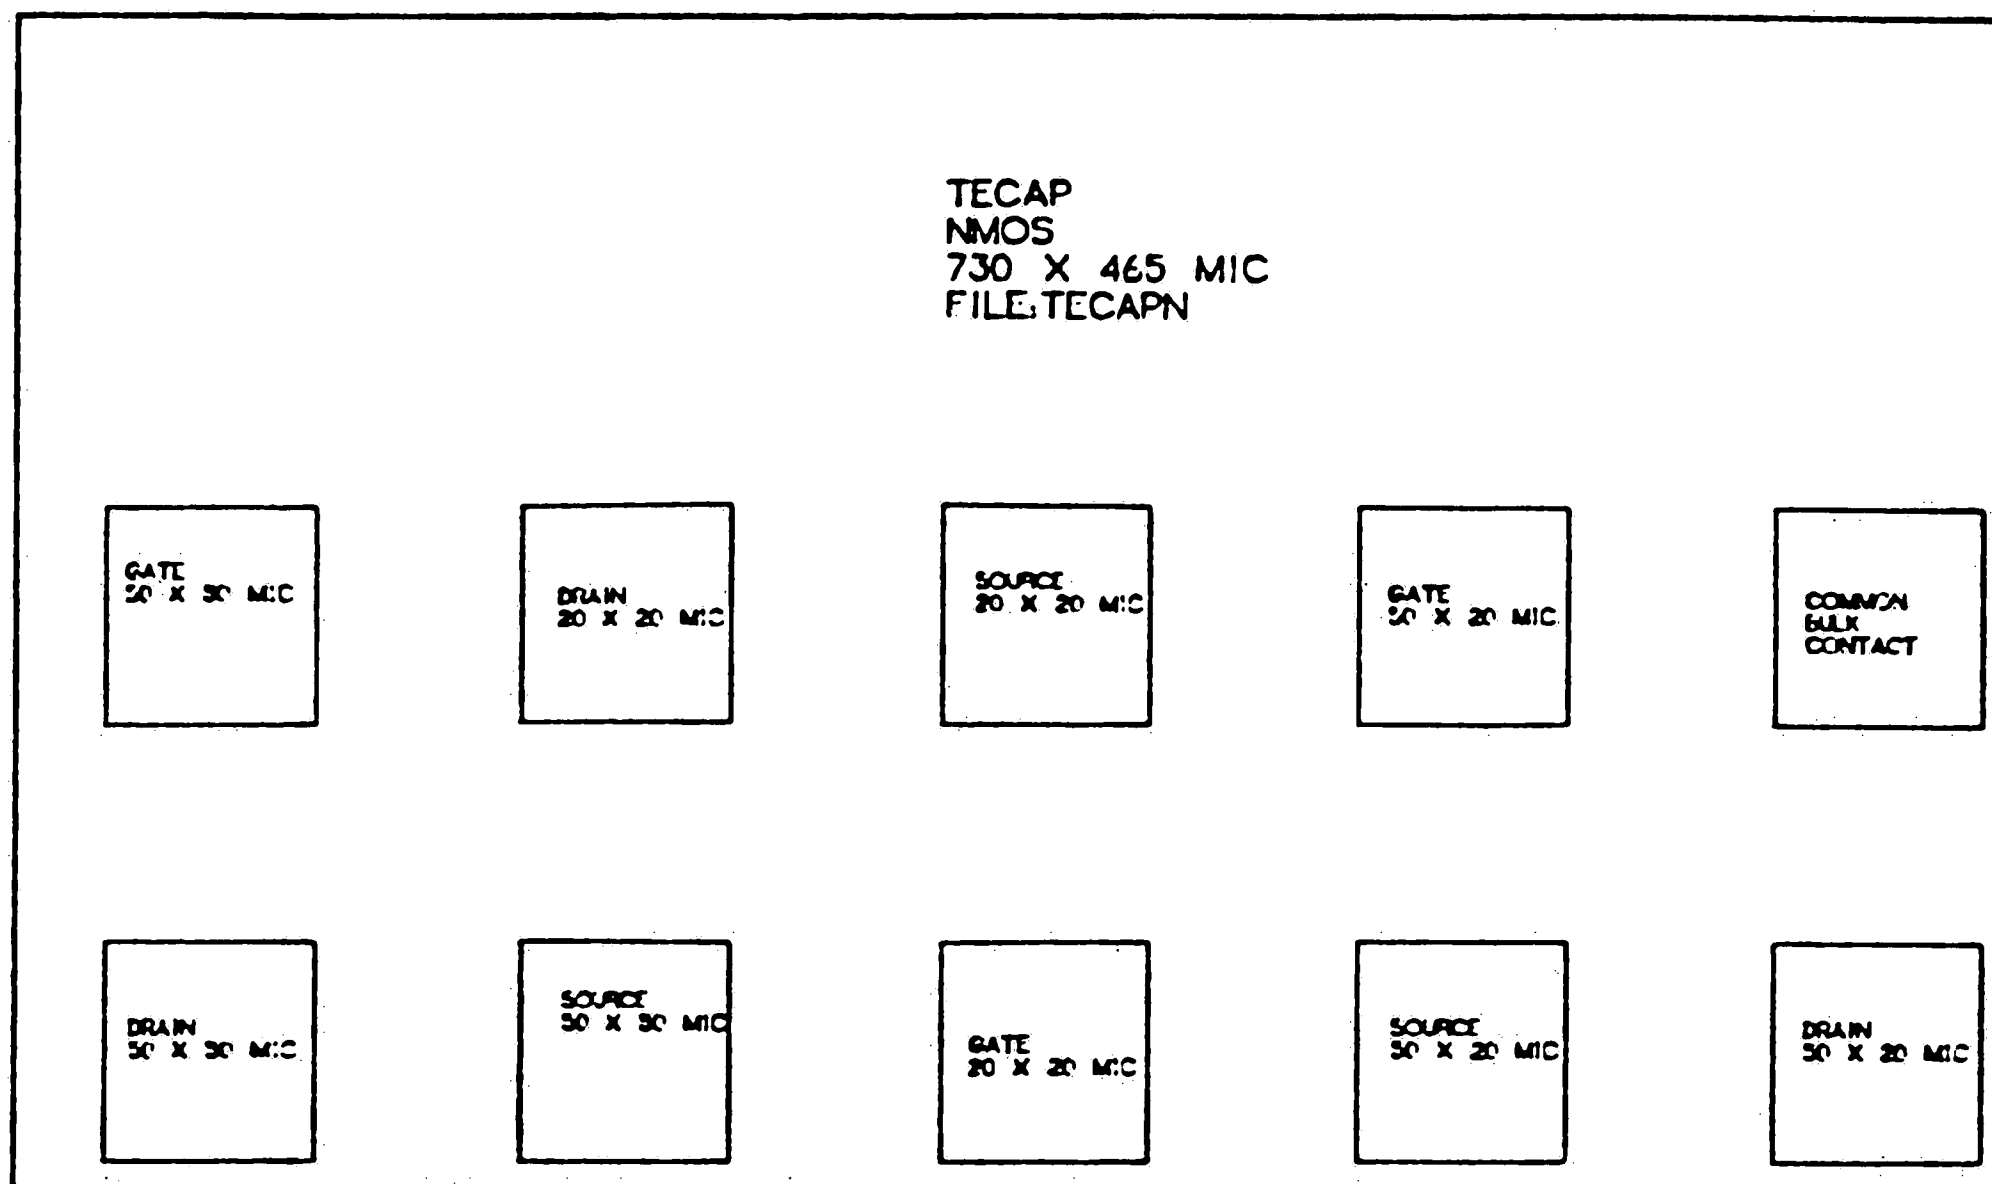 TECAP
NMOS
730 X 465 MIC
FILE:TECAPN
GATE
50 X 50 MIC
DRAIN
20 X 20 MIC
SOURCE
20 X 20 MIC
GATE
50 X 20 MIC
COMMON
BULK
CONTACT
DRAIN
50 X 50 MIC
SOURCE
50 X 50 MIC
GATE
20 X 20 MIC
SOURCE
50 X 20 MIC
DRAIN
50 X 20 MIC